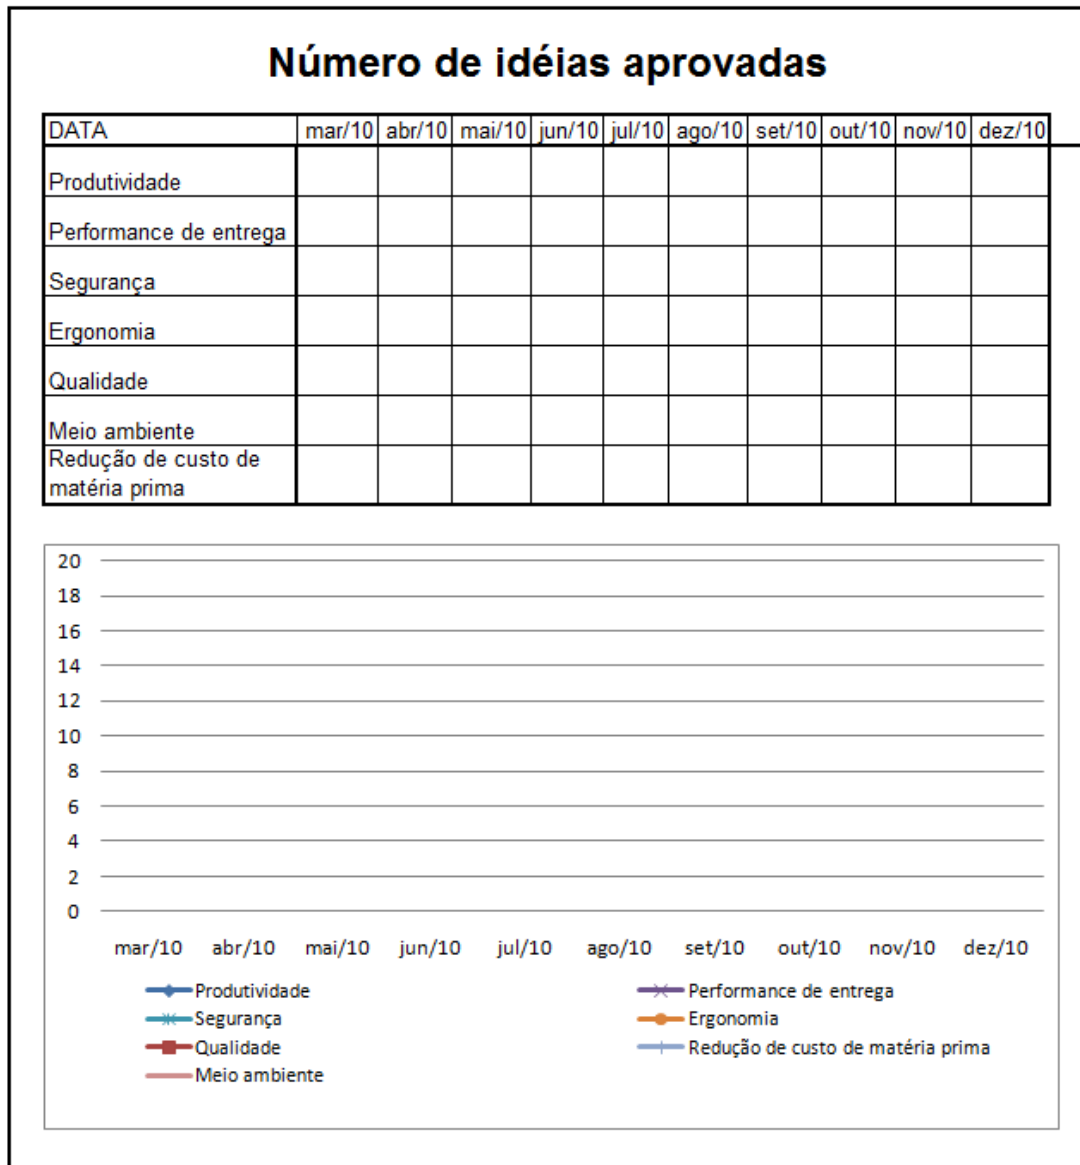 Número de idéias aprovadas
DATA mar/10 abr/10 mai/10 jun/10 jul/10 ago/10 set/10 out/10 nov/10 dez/10
Produtividade
Performance de entrega
Segurança
Ergonomia
Qualidade
Meio ambiente
Redução de custo de
matéria prima
20
18
16
14
12
10
8
6
4
2
0
mar/10 abr/10 mai/10 jun/10 jul/10 ago/10 set/10 out/10 nov/10 dez/10
Produtividade Performance de entrega
Segurança Ergonomia
Qualidade Redução de custo de matéria prima
Meio ambiente